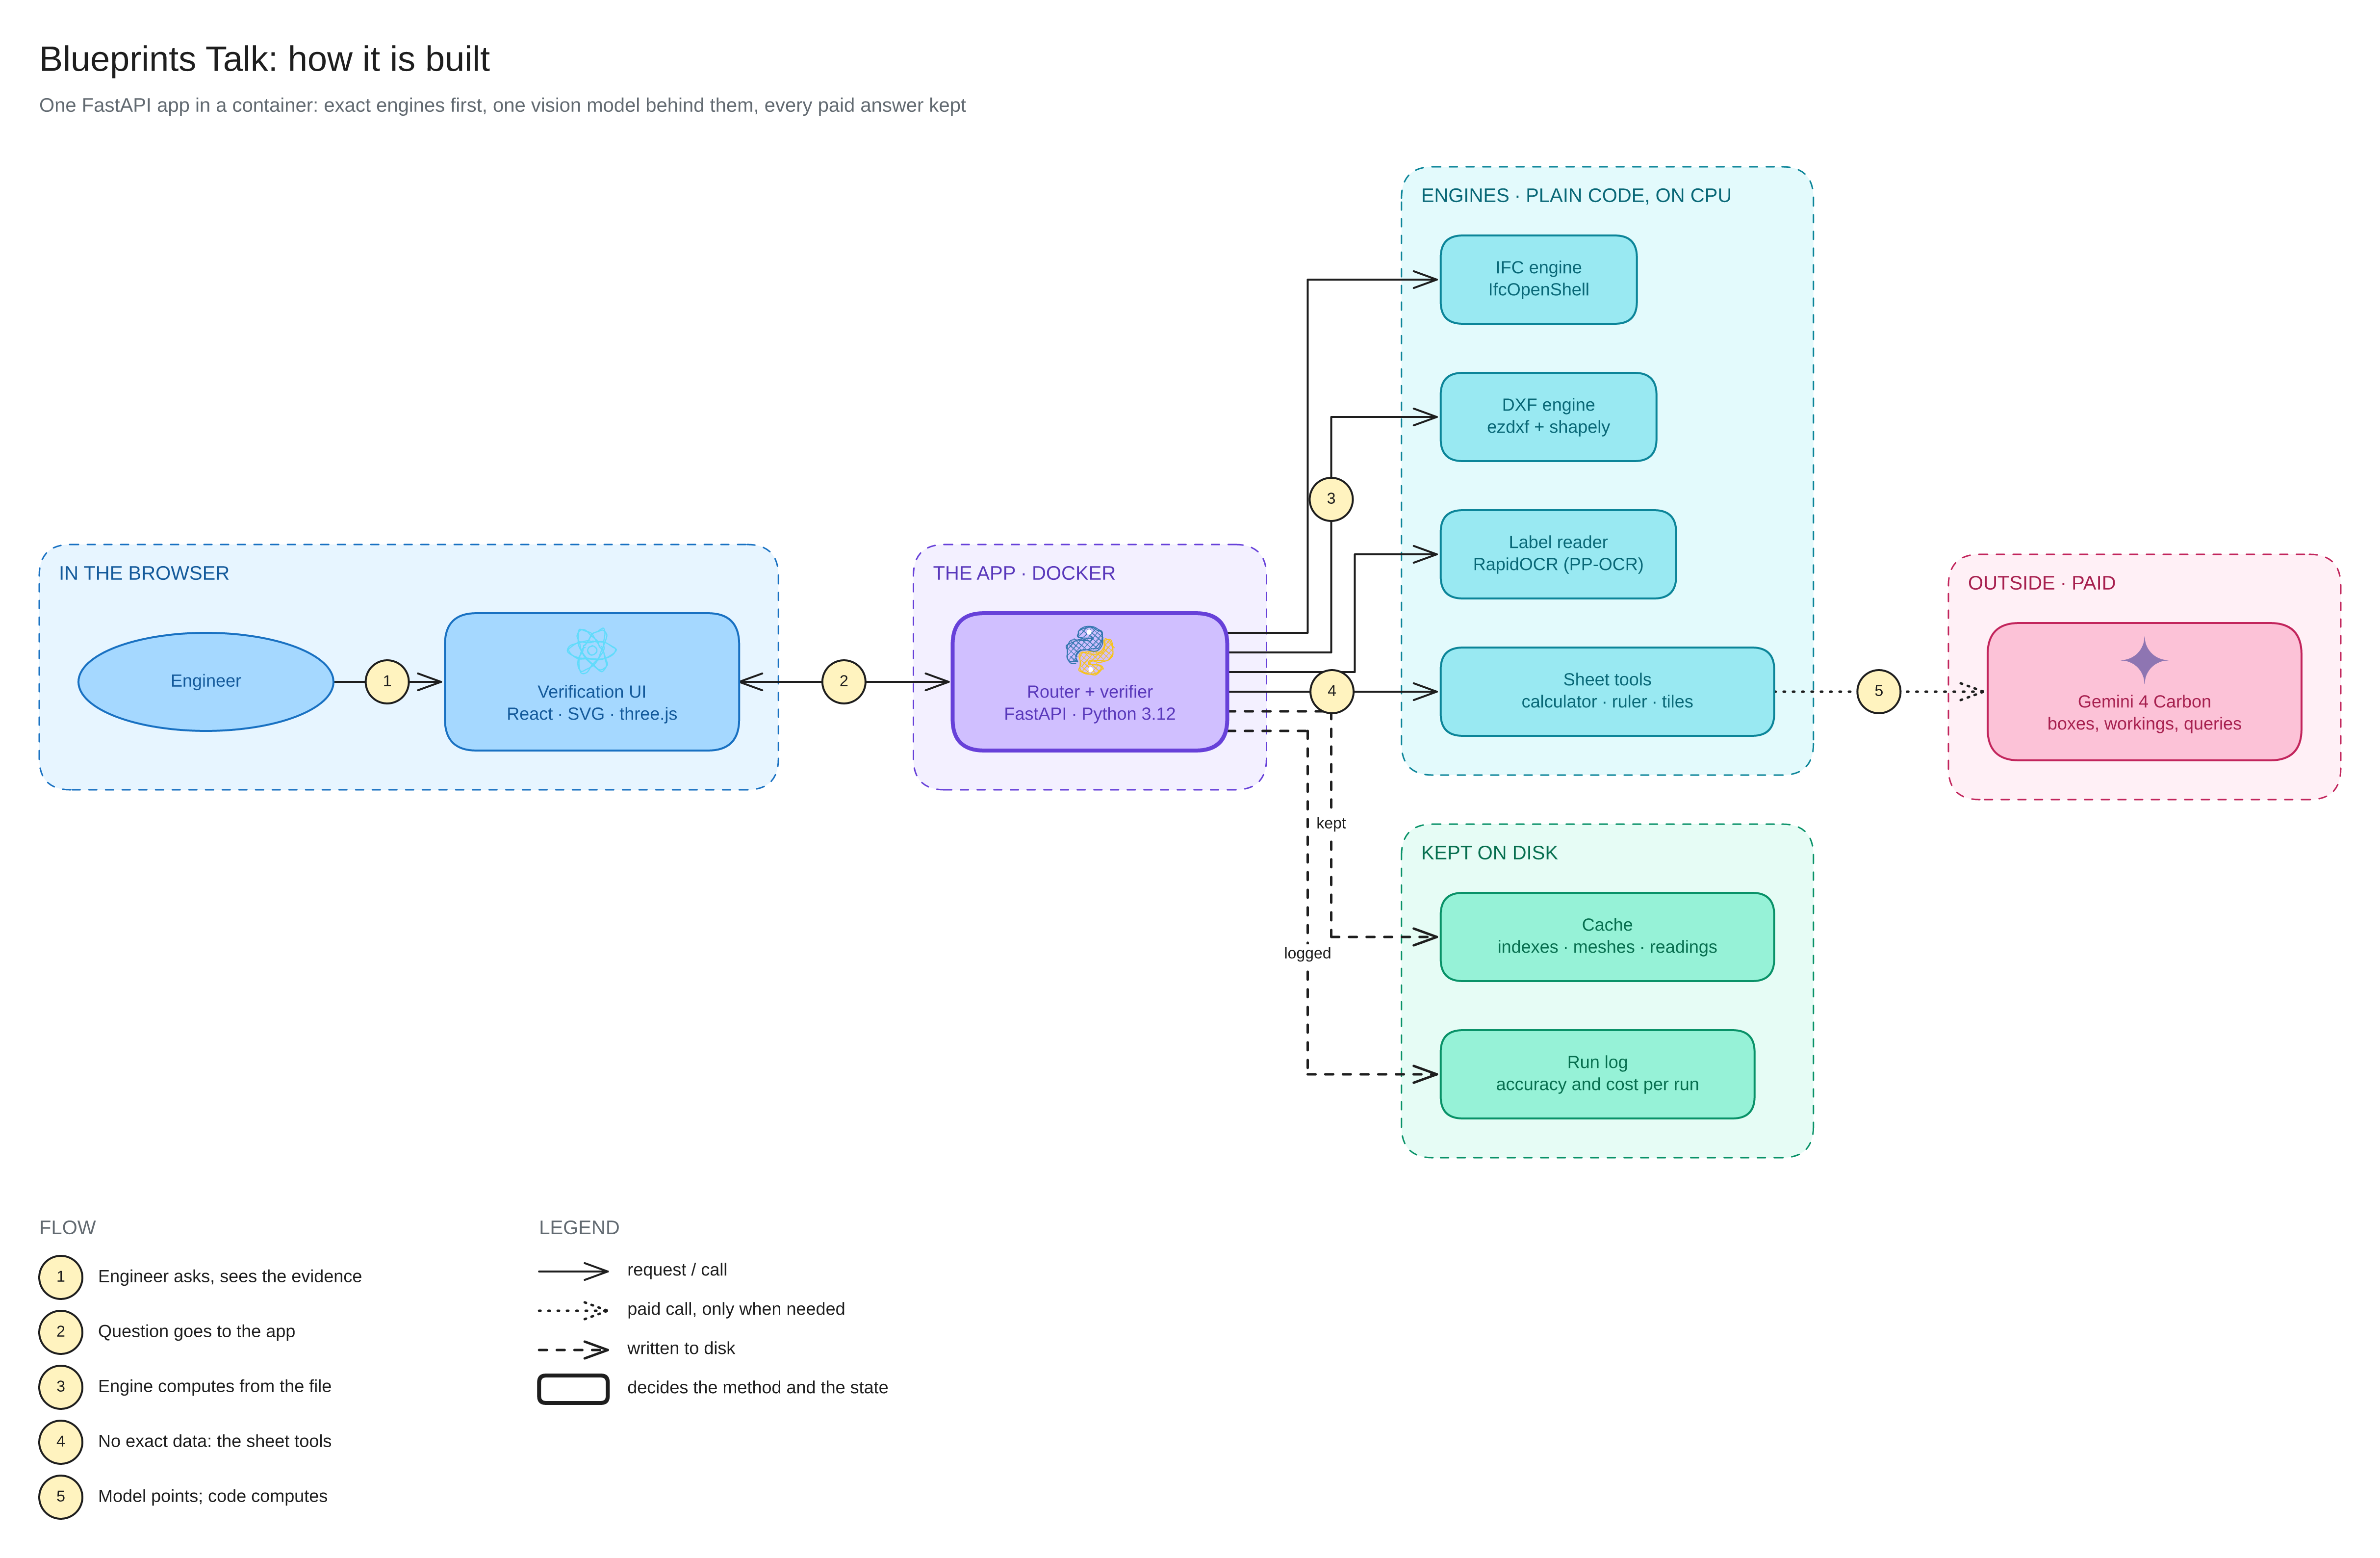 Blueprints Talk: how it is built
One FastAPI app in a container: exact engines first, one vision model behind them, every paid answer kept
ENGINES · PLAIN CODE, ON CPU
IFC engine
IfcOpenShell
DXF engine
ezdxf + shapely
3
Label reader
RapidOCR (PP-OCR)
IN THE BROWSER
Engineer
1
Verification UI
React · SVG · three.js
2
THE APP · DOCKER
Router + verifier
FastAPI · Python 3.12
4
Sheet tools
calculator · ruler · tiles
5
OUTSIDE · PAID
Gemini 4 Carbon
boxes, workings, queries
kept
logged
KEPT ON DISK
Cache
indexes · meshes · readings
Run log
accuracy and cost per run
FLOW
1 Engineer asks, sees the evidence
2 Question goes to the app
3 Engine computes from the file
4 No exact data: the sheet tools
5 Model points; code computes
LEGEND
request / call
paid call, only when needed
written to disk
decides the method and the state